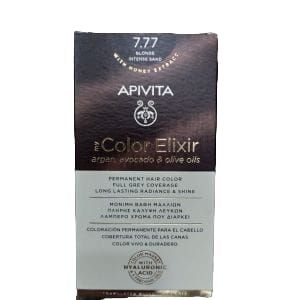 7.77
BLONDE
INTENSE SAND
WITH HONEY EXTRACT
APIVITA
my Color Elixir
argan, avocado & olive oils
PERMANENT HAIR COLOR
FULL GREY COVERAGE
LONG LASTING RADIANCE & SHINE
ΜΟΝΙΜΗ ΒΑΦΗ ΜΑΛΛΙΩΝ
ΠΛΗΡΗΣ ΚΑΛΥΨΗ ΛΕΥΚΩΝ
ΛΑΜΠΕΡΟ ΧΡΩΜΑ ΠΟΥ ΔΙΑΡΚΕΙ
COLORACIÓN PERMANENTE PARA EL CABELLO
COBERTURA TOTAL DE LAS CANAS
COLOR VIVO & DURADERO
WITH
HYALURONIC
ACID